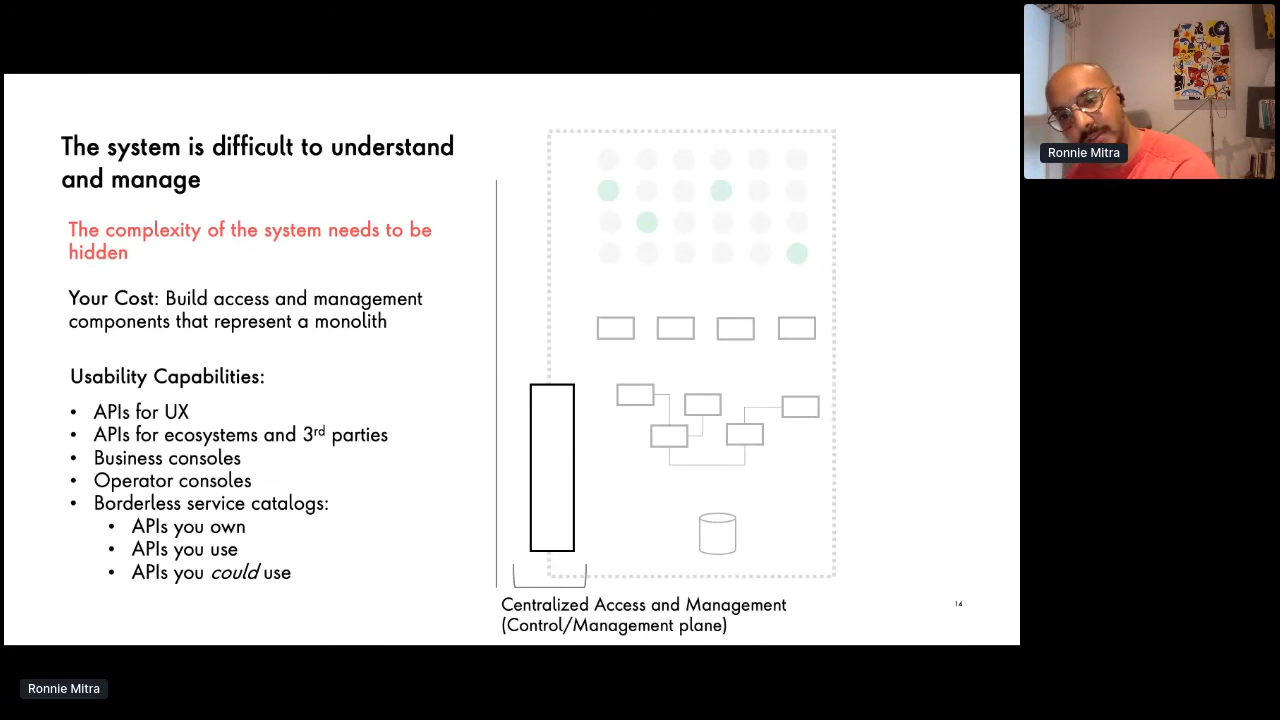 The system is difficult to understand
and manage
The complexity of the system needs to be
hidden
Your Cost: Build access and management
components that represent a monolith
Usability Capabilities:
• APIs for UX
• APIs for ecosystems and 3rd parties
• Business consoles
• Operator consoles
• Borderless service catalogs:
• APIs you own
• APIs you use
• APIs you could use
Centralized Access and Management
(Control/Management plane)
14
Ronnie Mitra
Ronnie Mitra